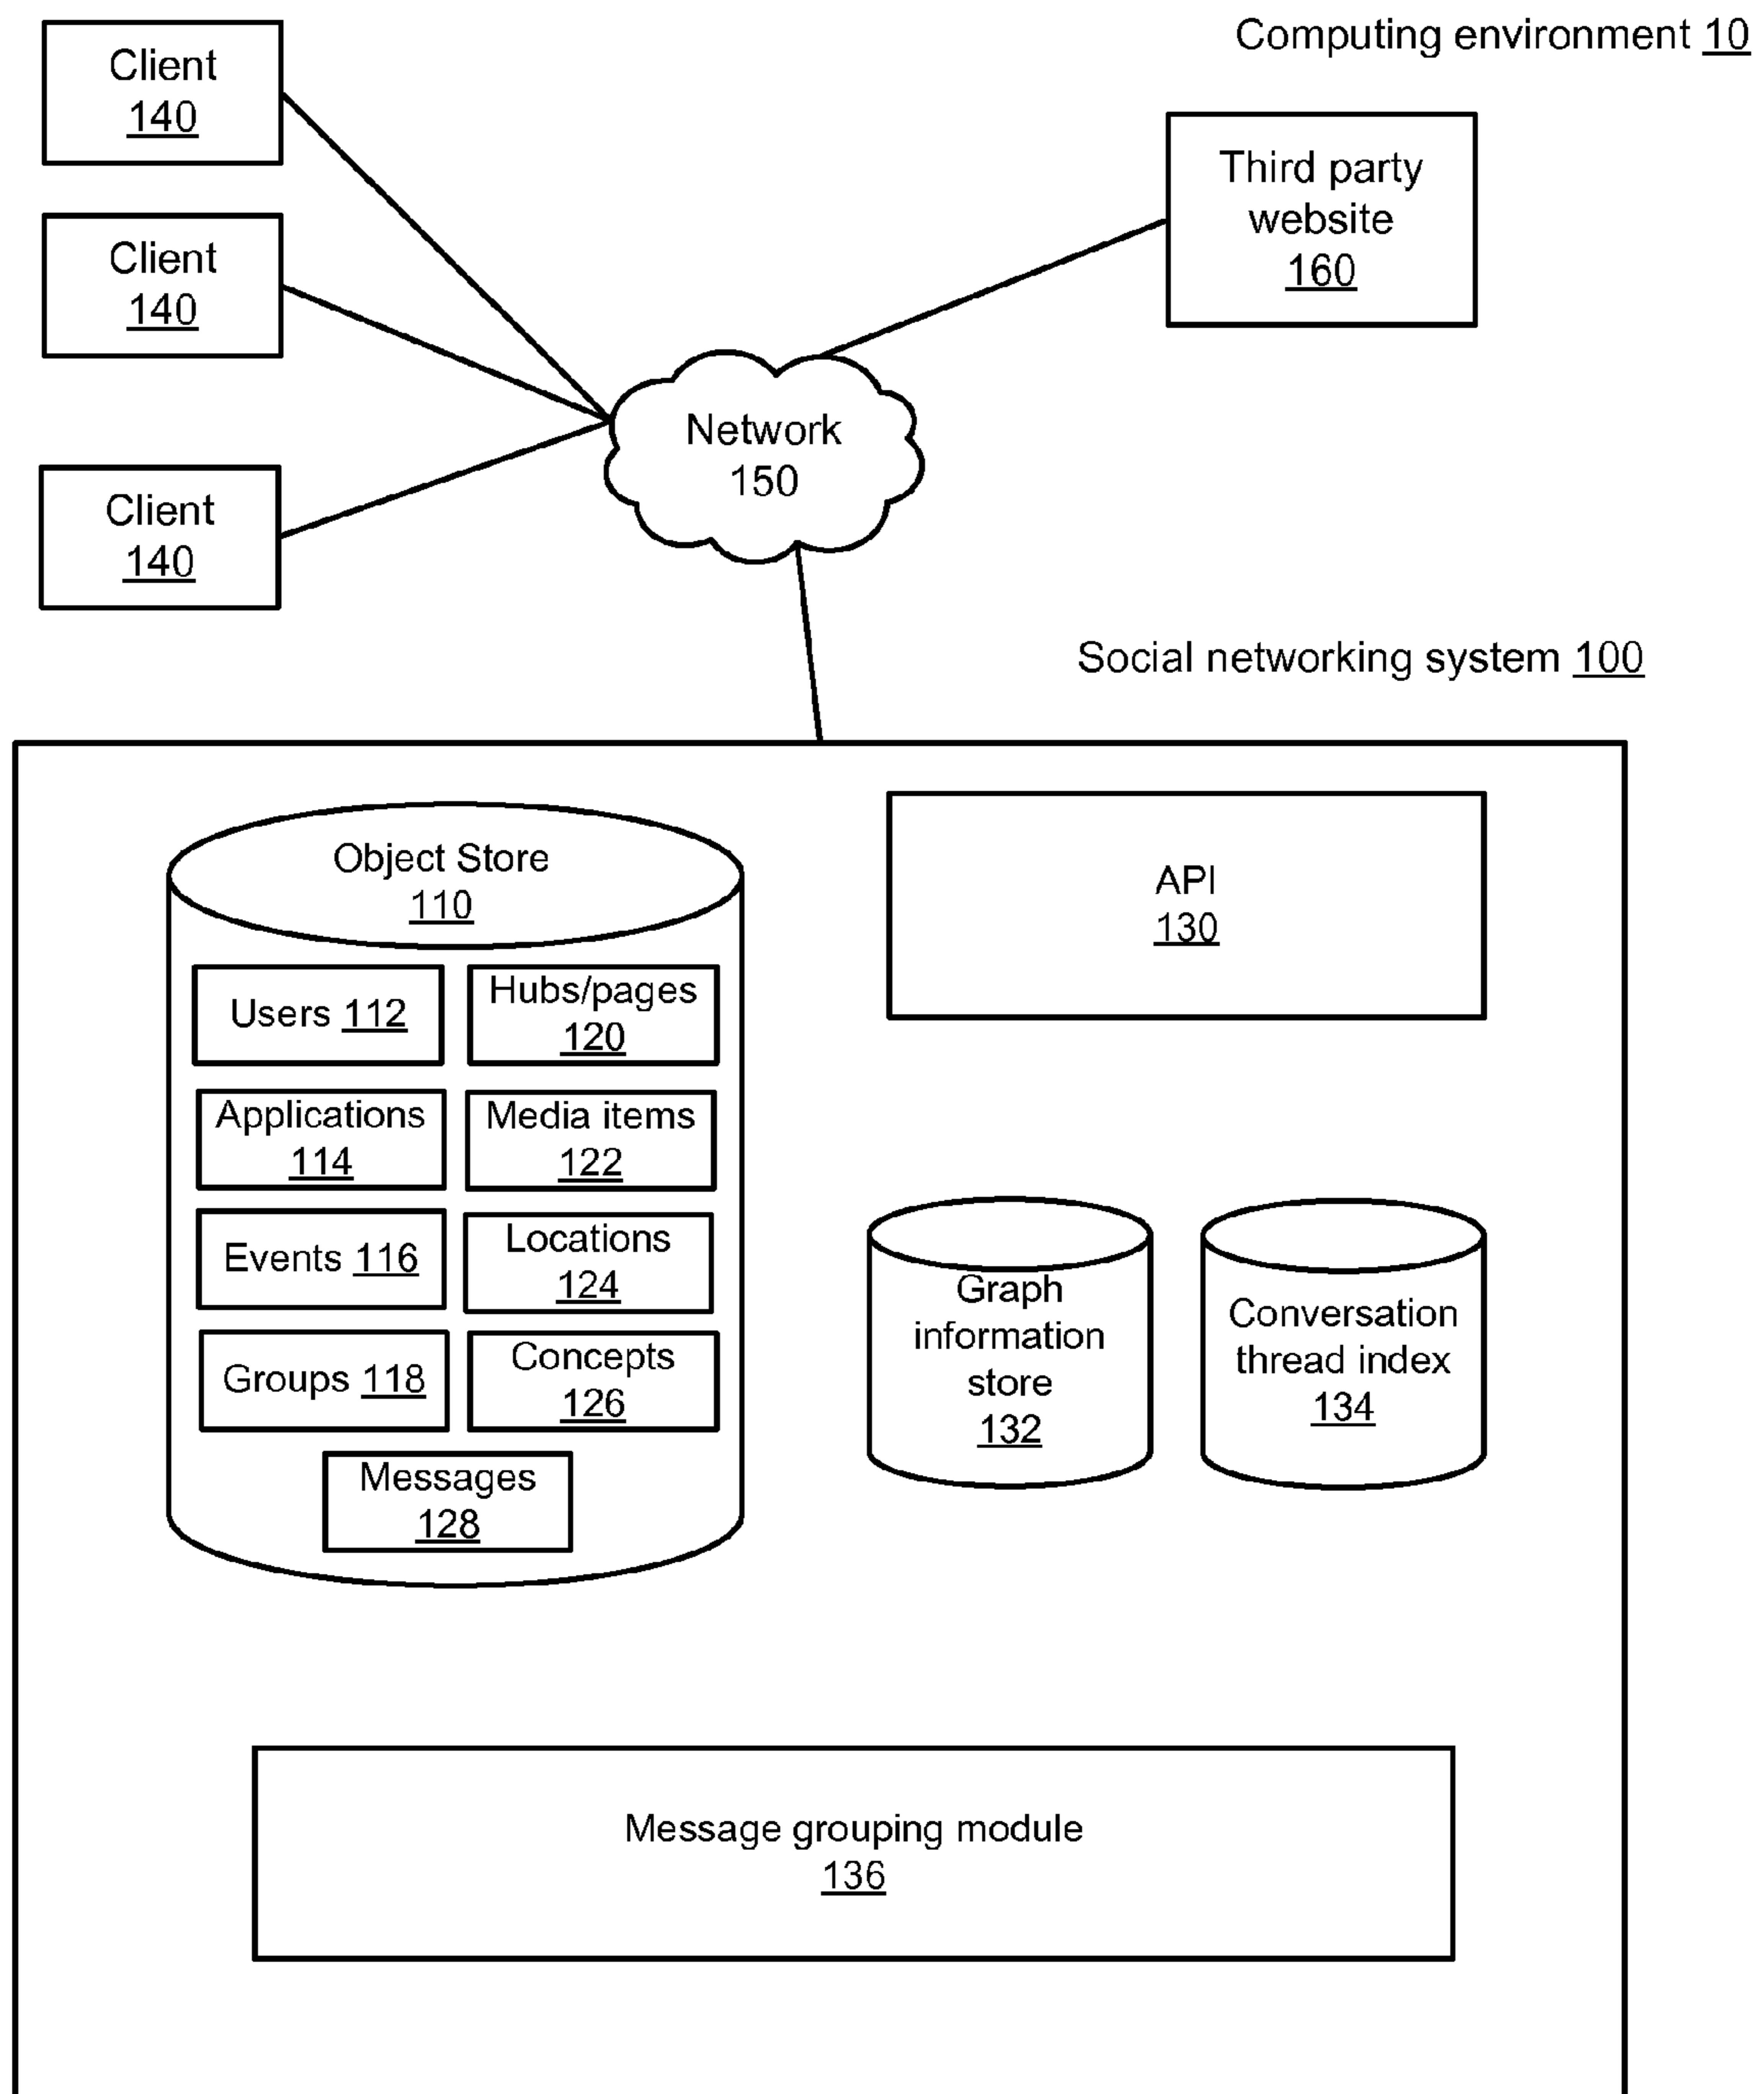 Computing environment 10
Client
140
Client
140
Client
140
Third party
website
160
Network
150
Social networking system 100
Object Store
110
Users 112
Hubs/pages
120
Applications
114
Media items
122
Events 116
Locations
124
Groups 118
Concepts
126
Messages
128
API
130
Graph
information
store
132
Conversation
thread index
134
Message grouping module
136